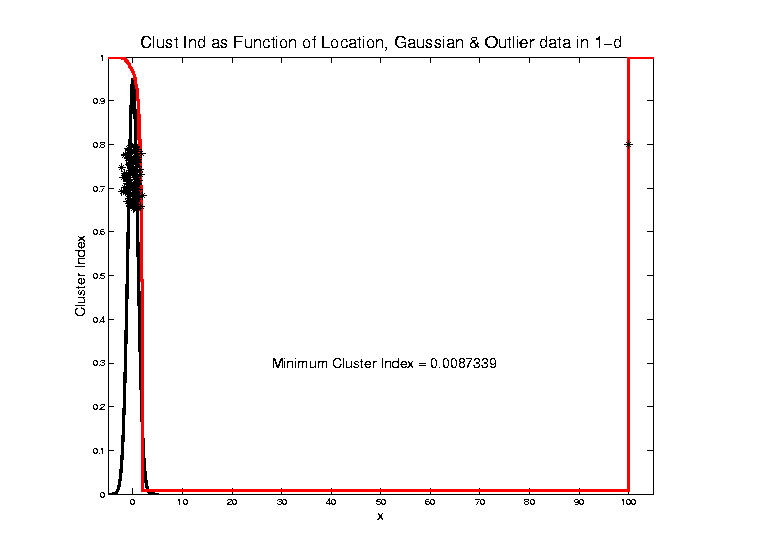 Clust Ind as Function of Location, Gaussian & Outlier data in 1-d
1
0.9
0.8
0.7
0.6
0.5
0.4
0.3
0.2
0.1
0
Cluster Index
Minimum Cluster Index = 0.0087339
0 10 20 30 40 50 60 70 80 90 100
x